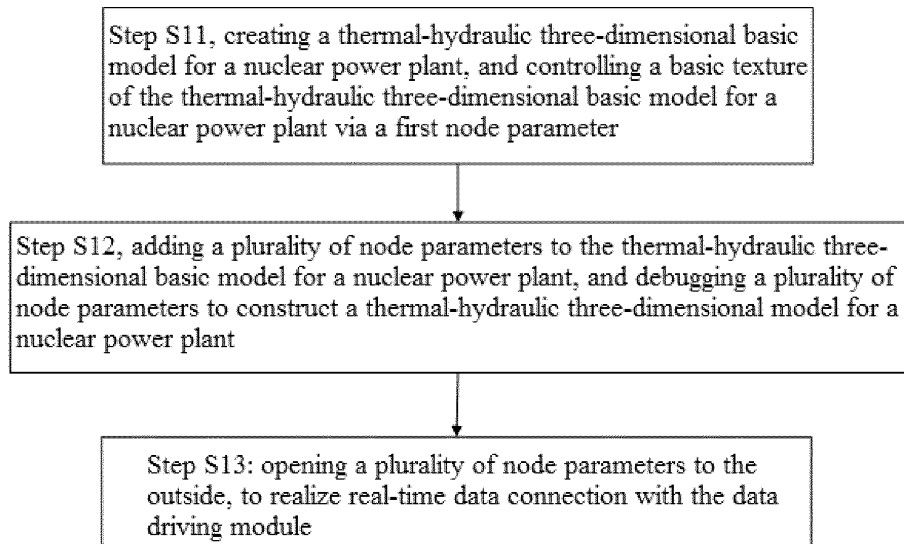 Step S11, creating a thermal-hydraulic three-dimensional basic
model for a nuclear power plant, and controlling a basic texture
of the thermal-hydraulic three-dimensional basic model for a
nuclear power plant via a first node parameter
Step S12, adding a plurality of node parameters to the thermal-hydraulic three-
dimensional basic model for a nuclear power plant, and debugging a plurality of
node parameters to construct a thermal-hydraulic three-dimensional model for a
nuclear power plant
Step S13: opening a plurality of node parameters to the
outside, to realize real-time data connection with the data
driving module